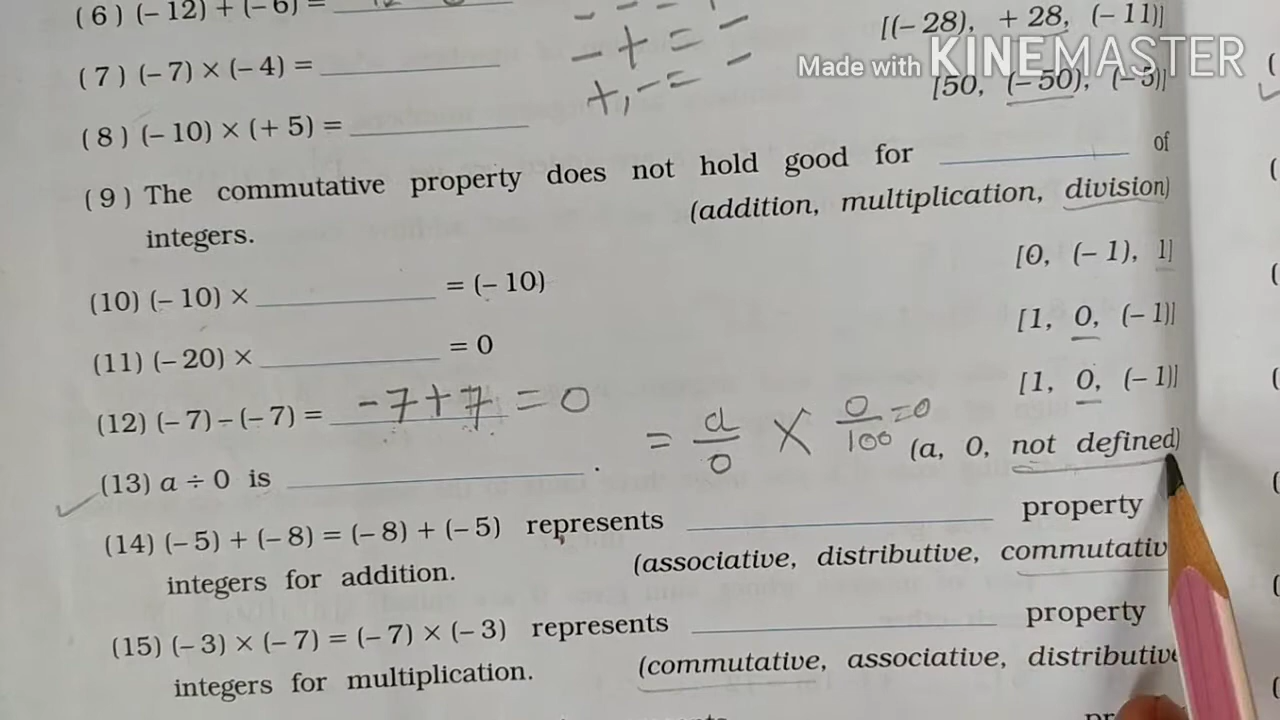 (6) (– 12) + (– 6) =
– + = –
+, – = –
[(– 28), + 28, (– 11)]
Made with KINEMASTER
(7) (– 7) × (– 4) = ____________
[50, (– 50), (– 5)]
(8) (– 10) × (+ 5) = ____________
(9) The commutative property does not hold good for ____________ of
integers. (addition, multiplication, division)
[0, (– 1), 1]
(10) (– 10) × ____________ = (– 10)
[1, 0, (– 1)]
(11) (– 20) × ____________ = 0
[1, 0, (– 1)]
(12) (– 7) – (– 7) = -7+7 = 0
= a/0 × 0/100 = 0
(a, 0, not defined)
(13) a ÷ 0 is ____________ .
(14) (– 5) + (– 8) = (– 8) + (– 5) represents ____________ property
integers for addition. (associative, distributive, commutativ
(15) (– 3) × (– 7) = (– 7) × (– 3) represents ____________ property
integers for multiplication. (commutative, associative, distributive